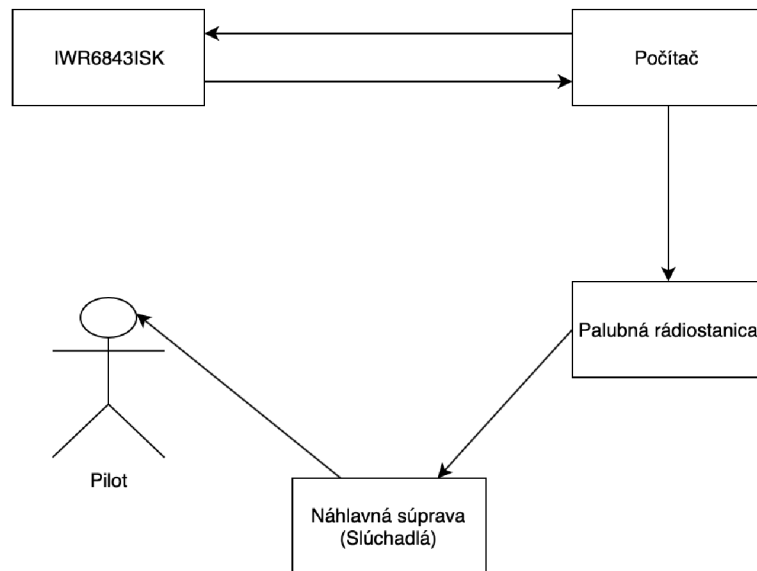 IWR6843ISK
Počítač
Palubná rádiostanica
Pilot
Náhlavná súprava
(Slúchadlá)